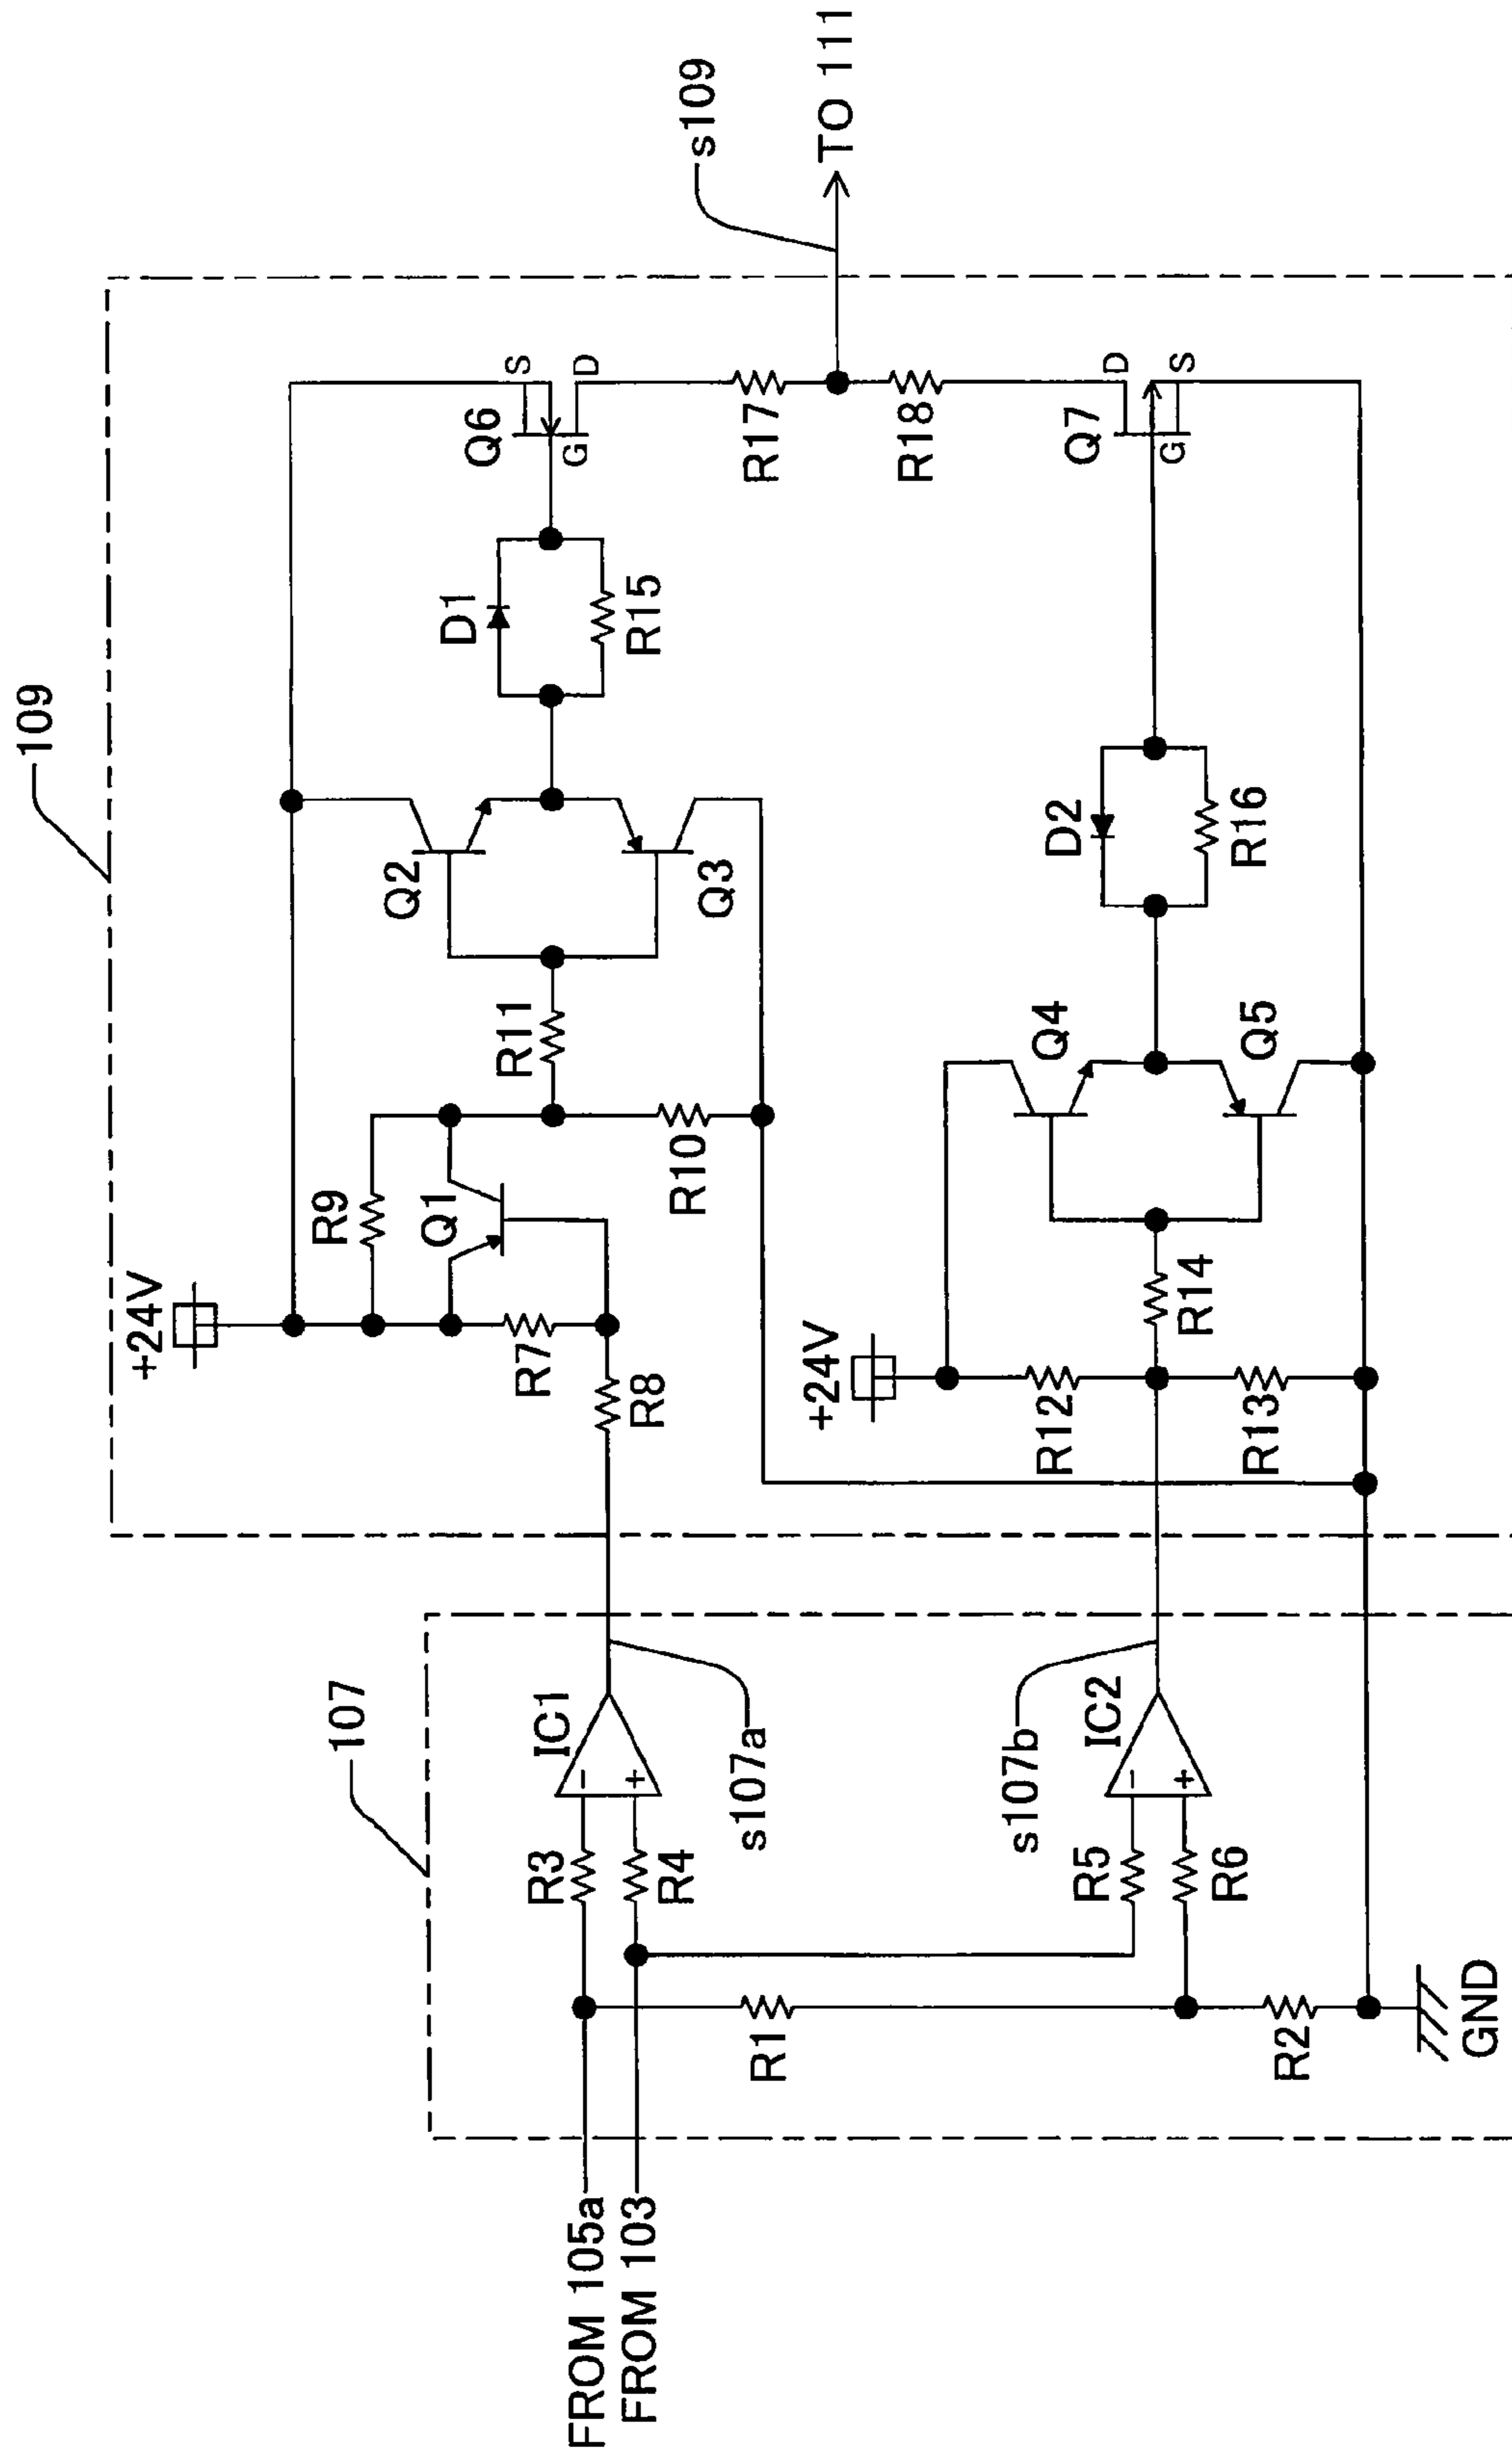 109
+24V
R9
Q1
R7
R8
R10
R11
Q2
Q3
D1
R15
Q6
S
G
D
R17
s109
TO 111
R18
+24V
R12
R13
R14
Q4
Q5
D2
R16
Q7
D
G
S
107
FROM 105a
FROM 103
R3
R4
-
+
IC1
s107a
R1
R5
R6
-
+
IC2
s107b
R2
GND